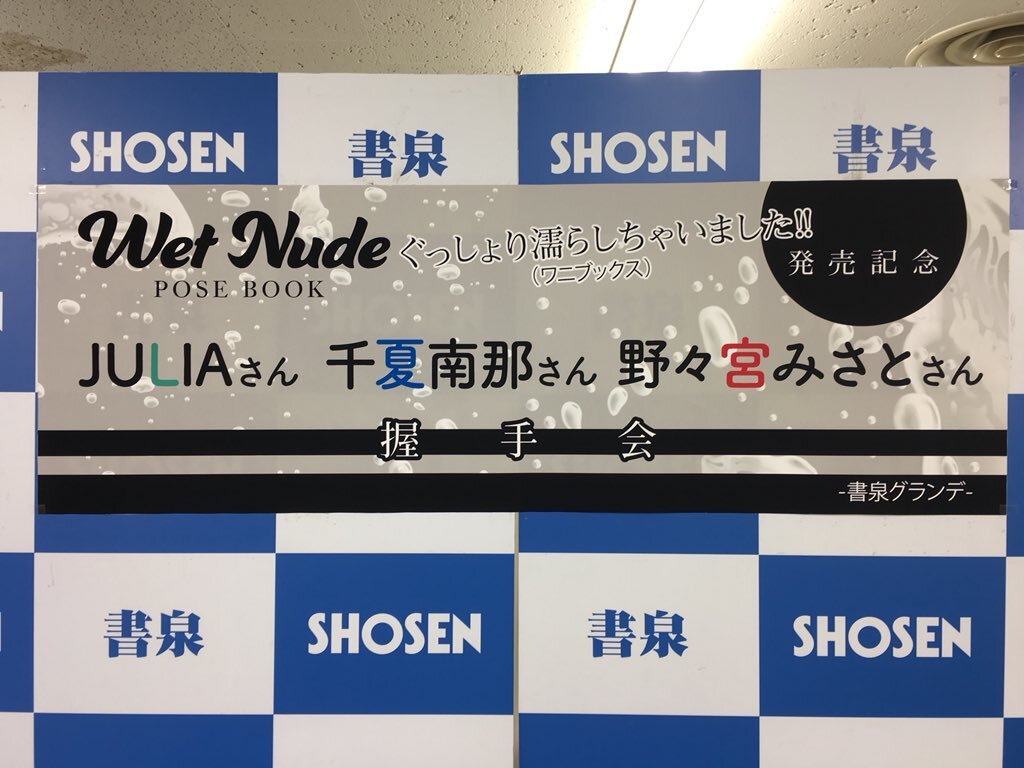 SHOSEN 書泉 SHOSEN 書泉
Wet Nude ぐっしょり濡らしちゃいました!!
POSE BOOK (ワニブックス)
発売記念
JULIAさん 千夏南那さん 野々宮みさとさん
握手会
-書泉グランデ-
書泉 SHOSEN 書泉 SHOSEN